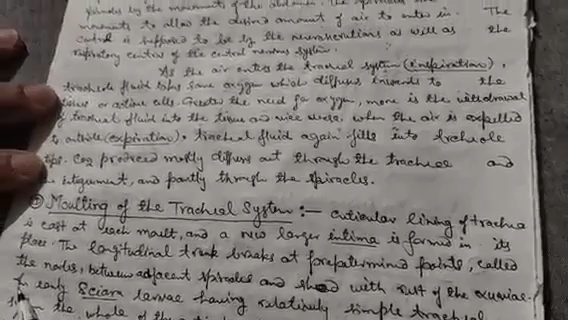 by the movements of the
movements to allow the desired amount of air to enter in. The
control is supposed to be by the neurosecretions as well as the
respiratory centres of the central nervous system.
As the air enters the tracheal system (inspiration),
tracheole fluid takes some oxygen which diffuses inwards to the
tissues or active cells. Greater the need for oxygen, more is the withdrawal
of tracheal fluid into the tissue and vice versa. When the air is expelled
to outside (expiration), tracheal fluid again fills into tracheole
tips. CO2 produced mostly diffuses out through the tracheae and
integument, and partly through the spiracles.
Moulting of the Tracheal System :— cuticular lining of trachea
is cast at each moult, and a new larger intima is formed in its
place. The longitudinal trunk breaks at predetermined points, called
the nodes, between adjacent spiracles and shed with rest of the exuviae.
In early Sciara larvae having relatively simple tracheal
the whole of the